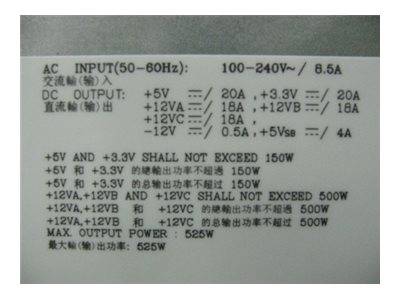 AC INPUT(50-60Hz): 100-240V~/ 8.5A
交流輸(输)入
DC OUTPUT: +5V ⎓/ 20A ,+3.3V ⎓/ 20A
直流輸(输)出 +12VA ⎓/ 18A ,+12VB ⎓/ 18A
+12VC ⎓/ 18A ,
-12V ⎓/ 0.5A ,+5VSB ⎓/ 4A
+5V AND +3.3V SHALL NOT EXCEED 150W
+5V 和 +3.3V 的總輸出功率不超過 150W
+5V 和 +3.3V 的总输出功率不超过 150W
+12VA,+12VB AND +12VC SHALL NOT EXCEED 500W
+12VA,+12VB 和 +12VC 的總輸出功率不超過 500W
+12VA,+12VB 和 +12VC 的总输出功率不超过 500W
MAX. OUTPUT POWER : 525W
最大輸(输)出功率: 525W